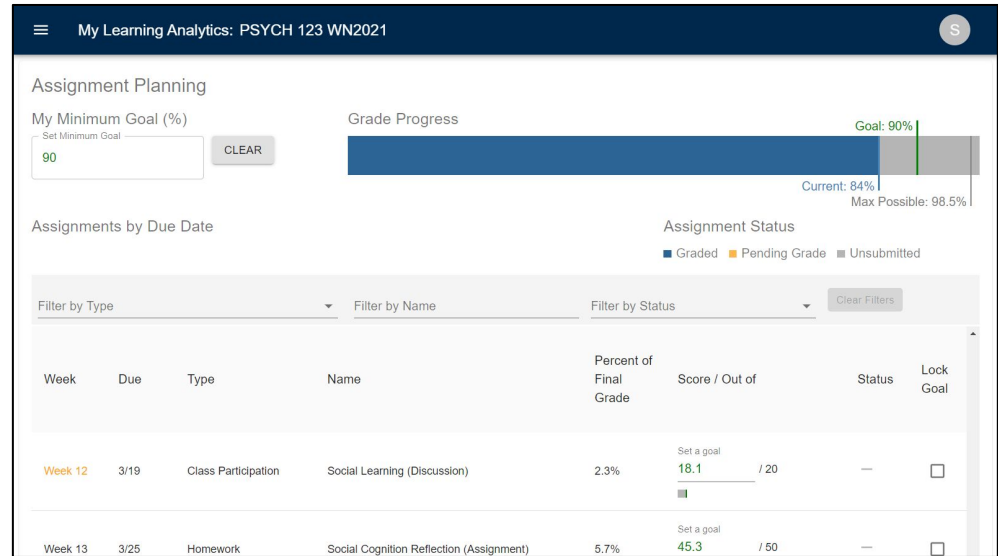 My Learning Analytics: PSYCH 123 WN2021
S
Assignment Planning
My Minimum Goal (%)
Set Minimum Goal
90
CLEAR
Grade Progress
Goal: 90%
Current: 84%
Max Possible: 98.5%
Assignments by Due Date
Assignment Status
Graded Pending Grade Unsubmitted
Filter by Type
Filter by Name
Filter by Status
Clear Filters
Week Due Type Name Percent of Final Grade Score / Out of Status Lock Goal
Set a goal
Week 12 3/19 Class Participation Social Learning (Discussion) 2.3% 18.1 / 20 —
Set a goal
Week 13 3/25 Homework Social Cognition Reflection (Assignment) 5.7% 45.3 / 50 —